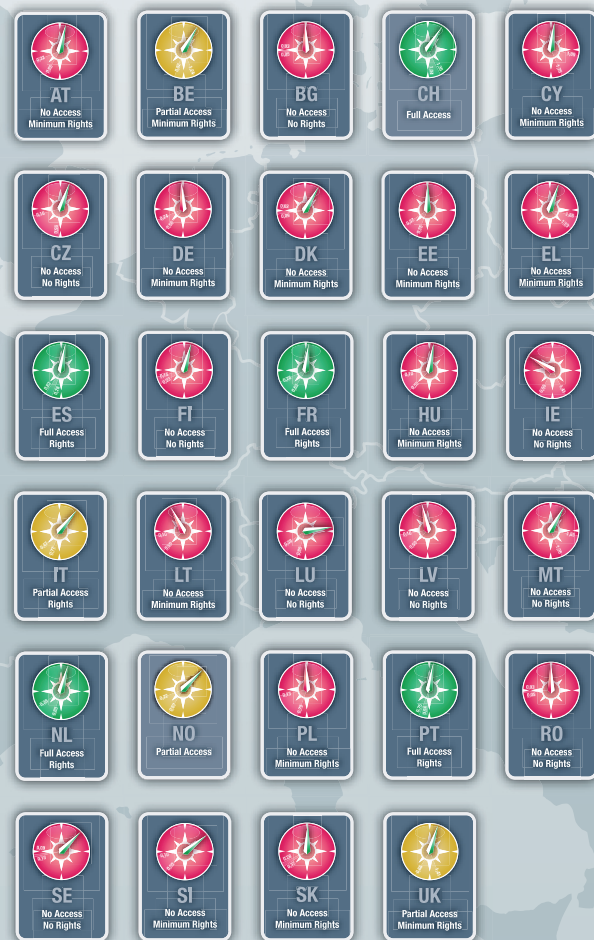 AT
No Access
Minimum Rights
BE
Partial Access
Minimum Rights
BG
No Access
No Rights
CH
Full Access
CY
No Access
Minimum Rights
CZ
No Access
No Rights
DE
No Access
Minimum Rights
DK
No Access
Minimum Rights
EE
No Access
Minimum Rights
EL
No Access
Minimum Rights
ES
Full Access
Rights
FI
No Access
No Rights
FR
Full Access
Rights
HU
No Access
Minimum Rights
IE
No Access
No Rights
IT
Partial Access
Rights
LT
No Access
Minimum Rights
LU
No Access
No Rights
LV
No Access
No Rights
MT
No Access
No Rights
NL
Full Access
Rights
NO
Partial Access
PL
No Access
Minimum Rights
PT
Full Access
Rights
RO
No Access
No Rights
SE
No Access
No Rights
SI
No Access
Minimum Rights
SK
No Access
Minimum Rights
UK
Partial Access
Minimum Rights